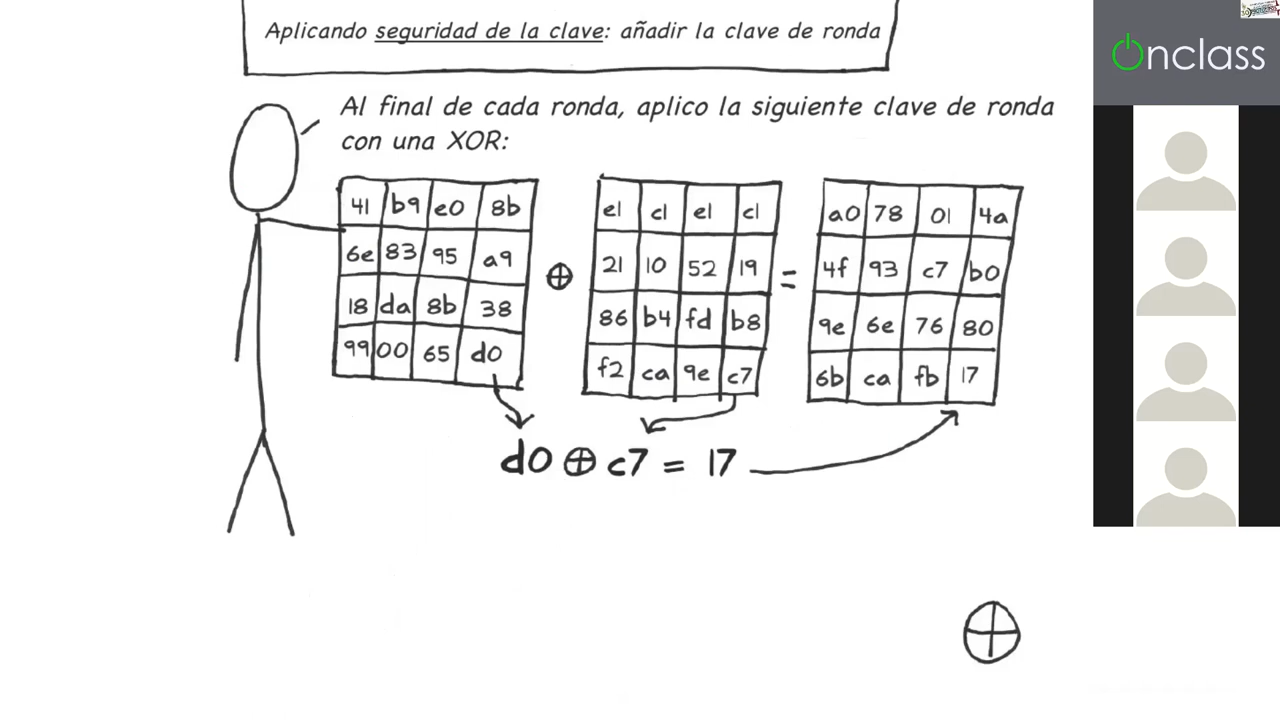 Aplicando seguridad de la clave: añadir la clave de ronda
Onclass
Al final de cada ronda, aplico la siguiente clave de ronda
con una XOR:
41 b9 e0 8b
6e 83 95 a9
18 da 8b 38
99 00 65 d0
⊕
e1 c1 e1 c1
21 10 52 19
86 b4 fd b8
f2 ca 9e c7
=
a0 78 01 4a
4f 93 c7 b0
9e 6e 76 80
6b ca fb 17
d0 ⊕ c7 = 17
⊕